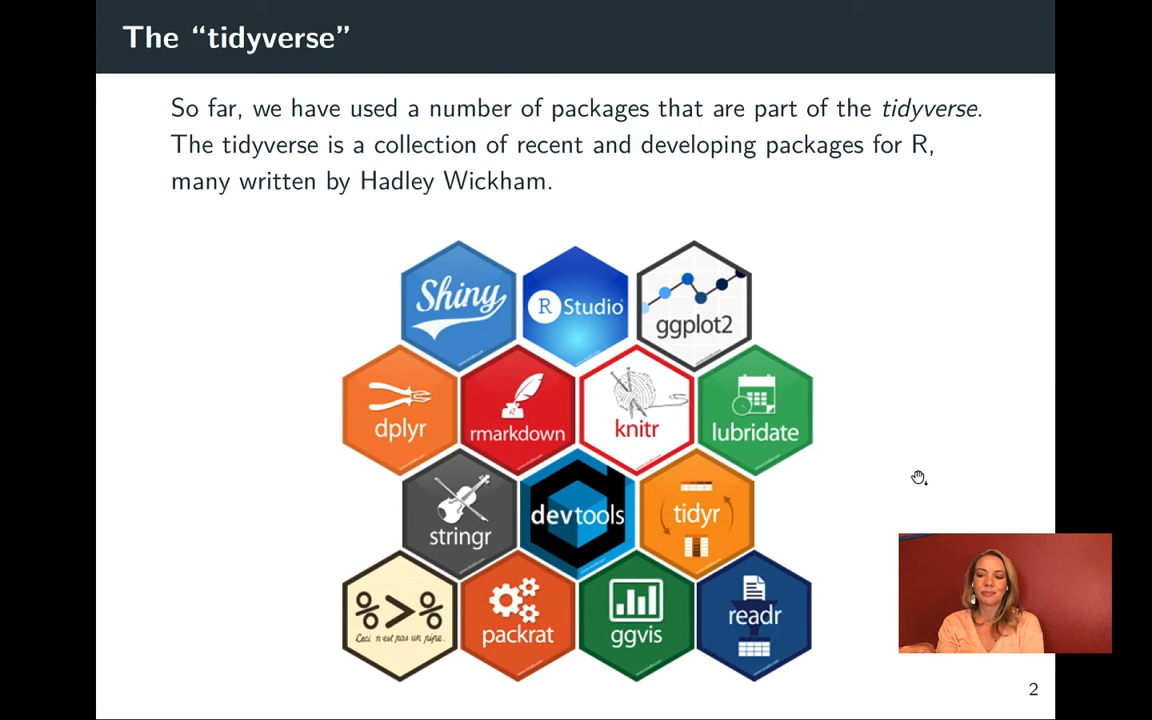 The “tidyverse”
So far, we have used a number of packages that are part of the tidyverse.
The tidyverse is a collection of recent and developing packages for R,
many written by Hadley Wickham.
Shiny
R Studio
ggplot2
dplyr
rmarkdown
knitr
lubridate
stringr
devtools
tidyr
%>%
Ceci n'est pas un pipe.
packrat
ggvis
readr
2